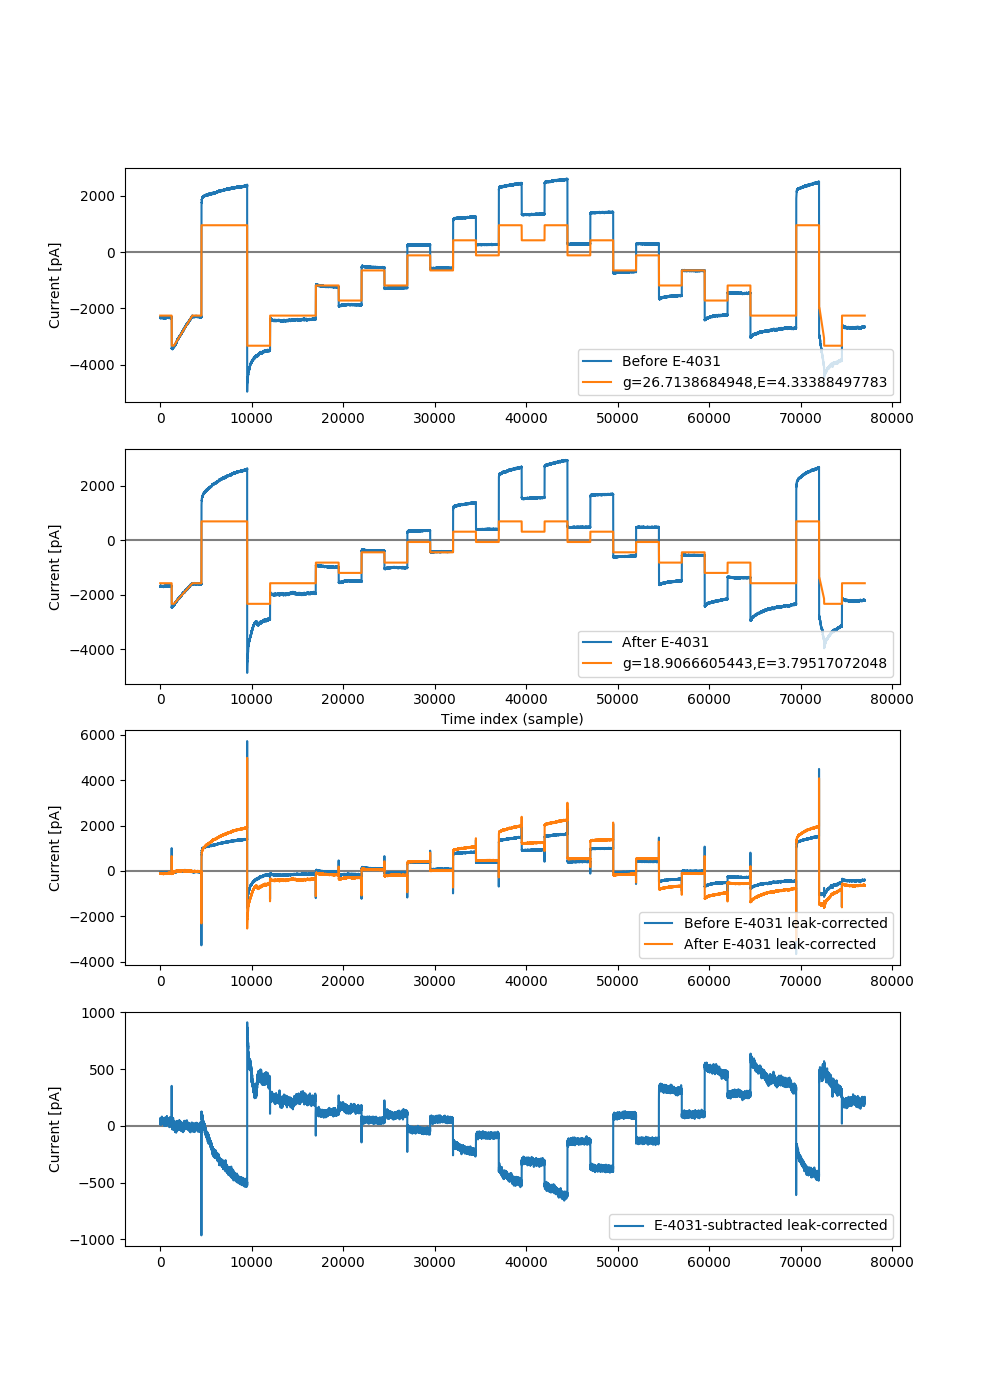 2000
0
−2000
−4000
Current [pA]
Before E-4031
g=26.7138684948,E=4.33388497783
0 10000 20000 30000 40000 50000 60000 70000 80000
2000
0
−2000
−4000
Current [pA]
After E-4031
g=18.9066605443,E=3.79517072048
0 10000 20000 30000 40000 50000 60000 70000 80000
Time index (sample)
6000
4000
2000
0
−2000
−4000
Current [pA]
Before E-4031 leak-corrected
After E-4031 leak-corrected
0 10000 20000 30000 40000 50000 60000 70000 80000
1000
500
0
−500
−1000
Current [pA]
E-4031-subtracted leak-corrected
0 10000 20000 30000 40000 50000 60000 70000 80000